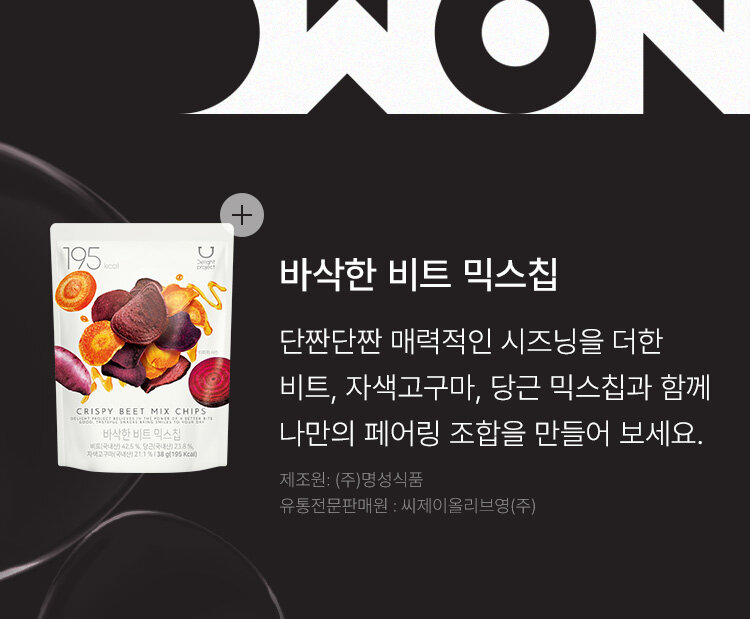 WON
195 kcal
Delight
project
CRISPY BEET MIX CHIPS
DELIGHT PROJECT BELIEVES IN THE POWER OF A BETTER BITE
GOOD, TASTEFUL SNACKS BRING SMILES TO YOUR DAY
바삭한 비트 믹스칩
비트(국내산) 42.5 %, 당근(국내산) 23.8 %,
자색고구마(국내산) 21.1 % | 38 g(195 Kcal)
바삭한 비트 믹스칩
단짠단짠 매력적인 시즈닝을 더한
비트, 자색고구마, 당근 믹스칩과 함께
나만의 페어링 조합을 만들어 보세요.
제조원: (주)명성식품
유통전문판매원 : 씨제이올리브영(주)